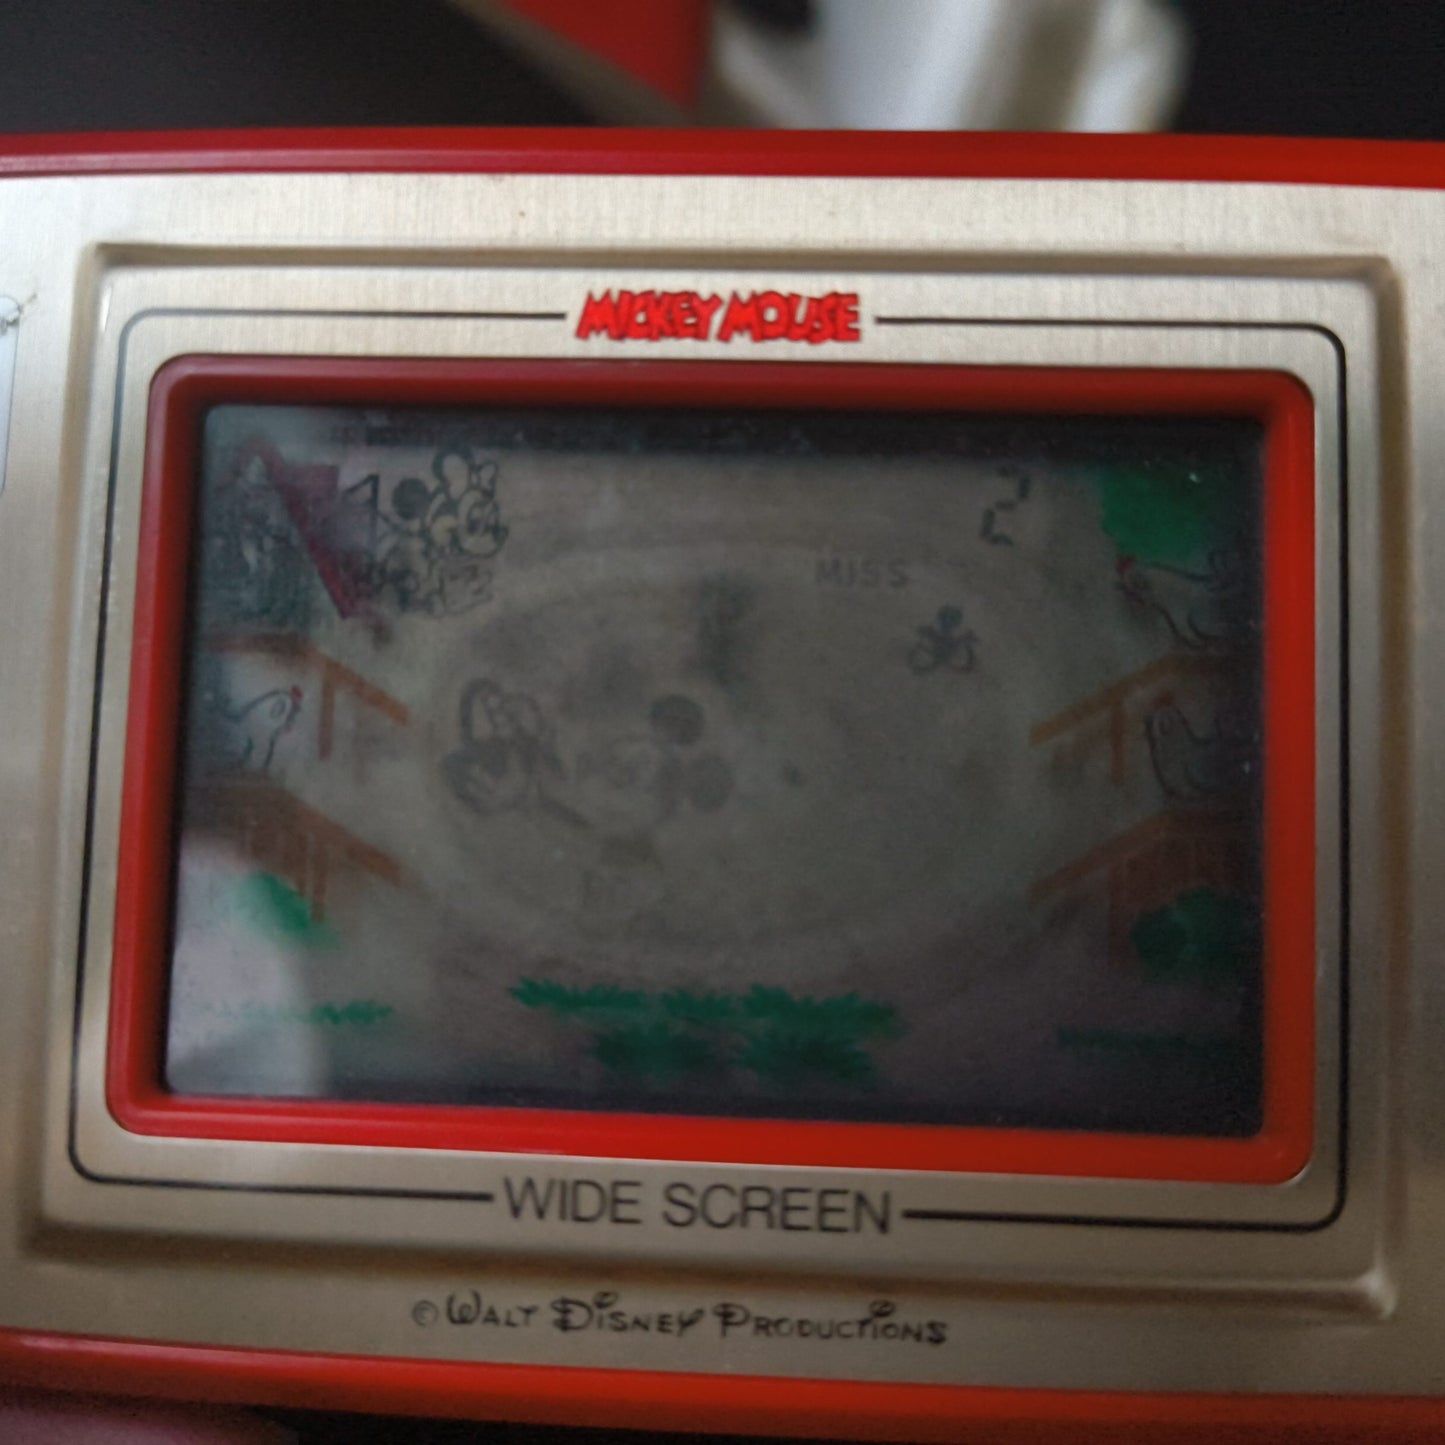 MICKEY MOUSE
2
MISS
WIDE SCREEN
© WALT DISNEY PRODUCTIONS